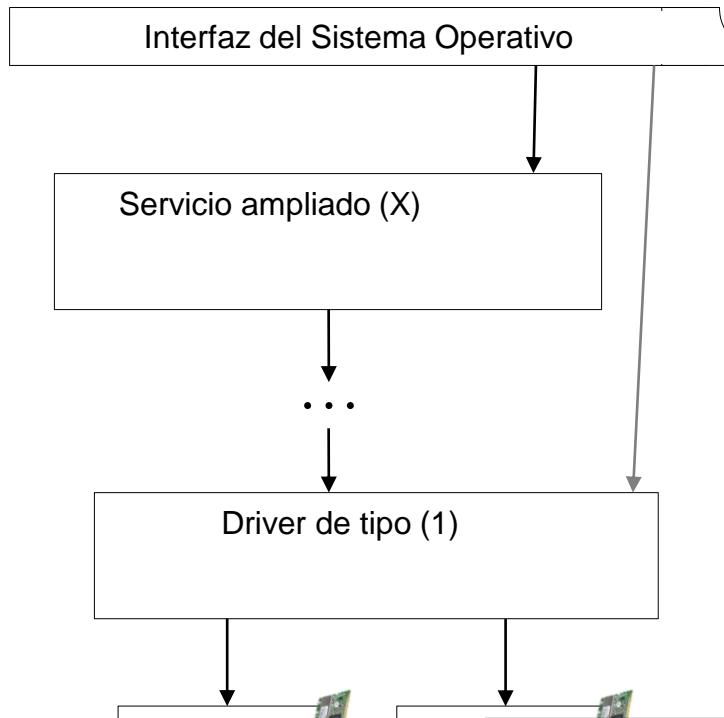 Interfaz del Sistema Operativo
Servicio ampliado (X)
. . .
Driver de tipo (1)